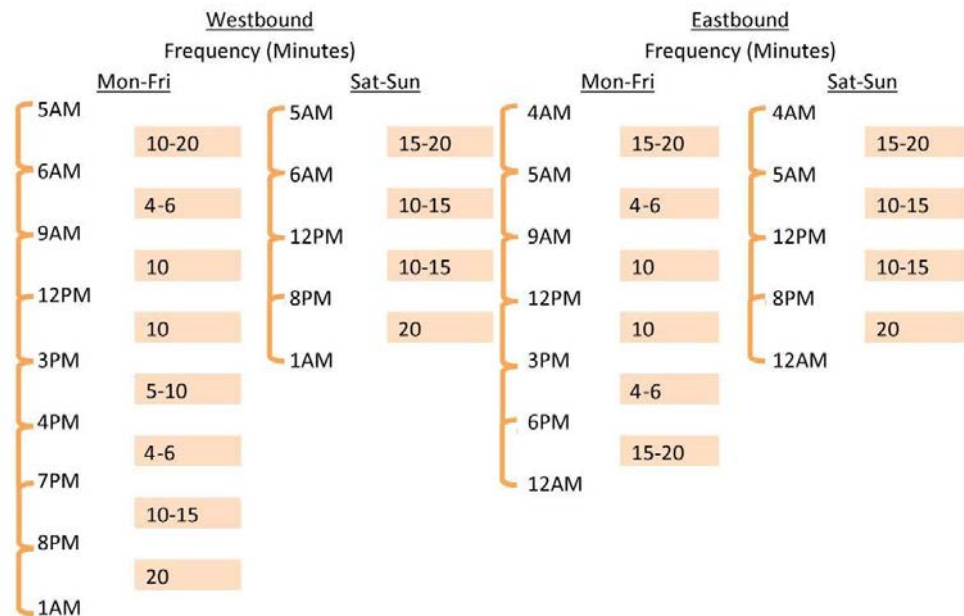 Westbound
Frequency (Minutes)
Mon-Fri
5AM
10-20
6AM
4-6
9AM
10
12PM
10
3PM
5-10
4PM
4-6
7PM
10-15
8PM
20
1AM
Sat-Sun
5AM
15-20
6AM
10-15
12PM
10-15
8PM
20
1AM
Eastbound
Frequency (Minutes)
Mon-Fri
4AM
15-20
5AM
4-6
9AM
10
12PM
10
3PM
4-6
6PM
15-20
12AM
Sat-Sun
4AM
15-20
5AM
10-15
12PM
10-15
8PM
20
12AM